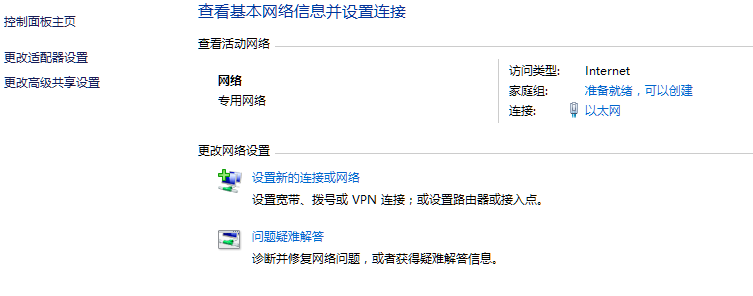 控制面板主页
更改适配器设置
更改高级共享设置
查看基本网络信息并设置连接
查看活动网络
网络
专用网络
访问类型: Internet
家庭组: 准备就绪，可以创建
连接: 以太网
更改网络设置
设置新的连接或网络
设置宽带、拨号或 VPN 连接；或设置路由器或接入点。
问题疑难解答
诊断并修复网络问题，或者获得疑难解答信息。